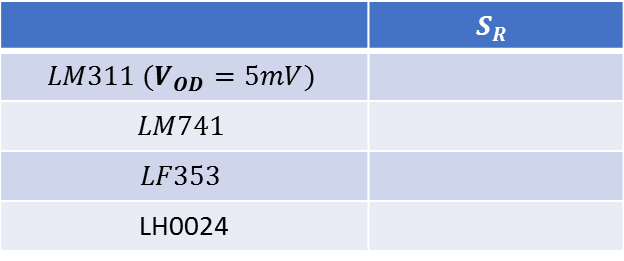 S_R
LM311 (V_OD = 5mV)
LM741
LF353
LH0024